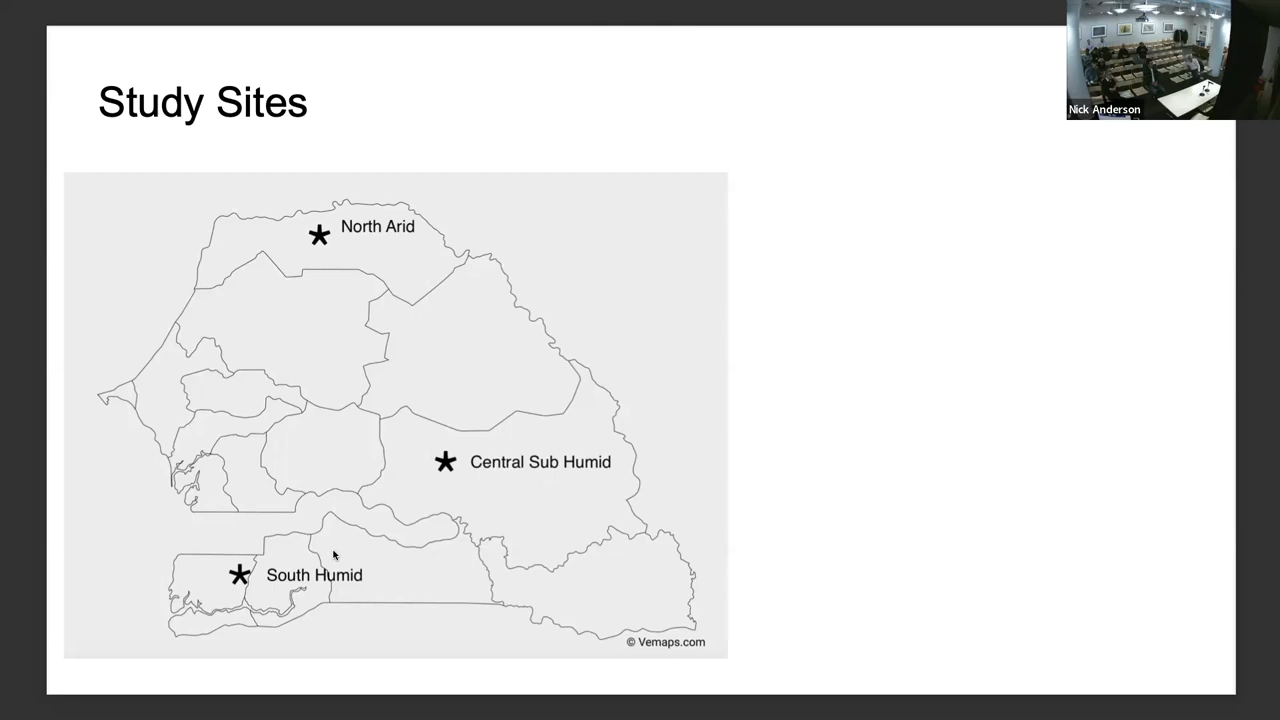 Study Sites
Nick Anderson
North Arid
Central Sub Humid
South Humid
© Vemaps.com